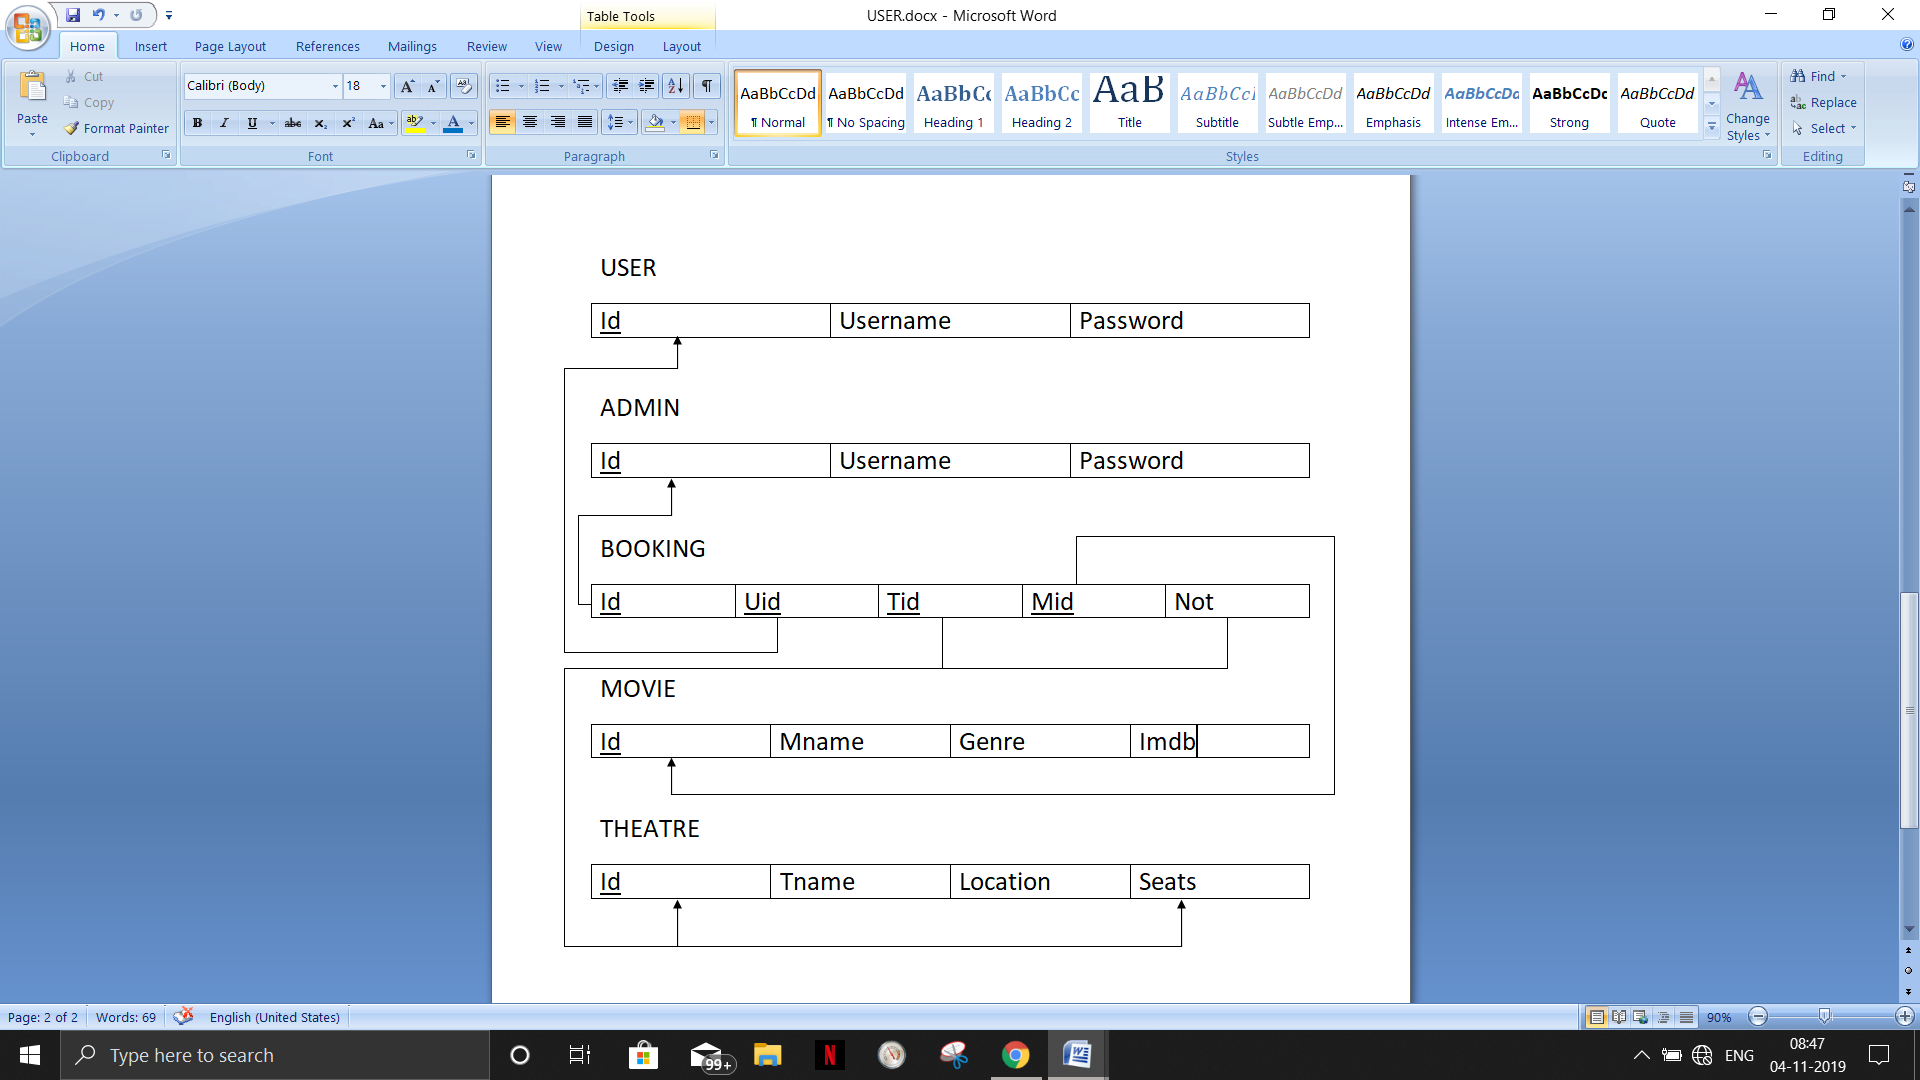 USER.docx - Microsoft Word
Table Tools
Home Insert Page Layout References Mailings Review View Design Layout
Paste
Cut
Copy
Format Painter
Clipboard
Calibri (Body) 18
Font
Paragraph
AaBbCcDd AaBbCcDd AaBbCc AaBbCc AaB AaBbCcI AaBbCcDd AaBbCcDd AaBbCcDd AaBbCcDc AaBbCcDd
¶ Normal ¶ No Spacing Heading 1 Heading 2 Title Subtitle Subtle Emp... Emphasis Intense Em... Strong Quote
Change Styles
Styles
Find
Replace
Select
Editing
USER
Id Username Password
ADMIN
Id Username Password
BOOKING
Id Uid Tid Mid Not
MOVIE
Id Mname Genre Imdb
THEATRE
Id Tname Location Seats
Page: 2 of 2 Words: 69 English (United States) 90%
Type here to search
99+
ENG
08:47
04-11-2019